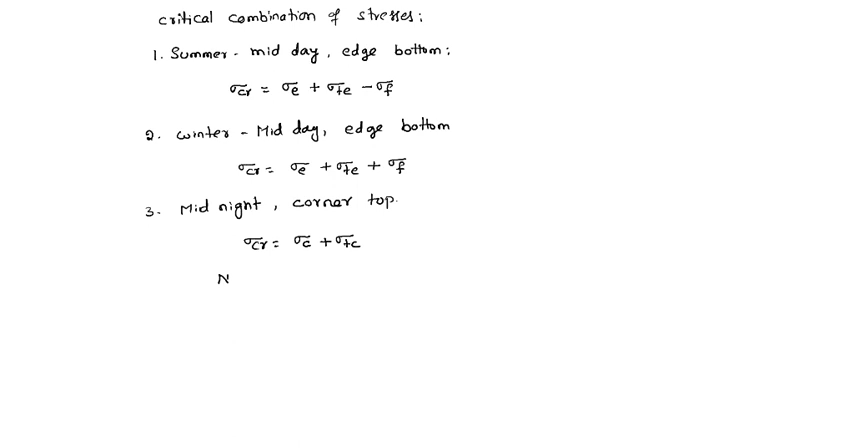 critical combination of stresses:
1. Summer - mid day, edge bottom:
σcr = σe + σte - σf
2. Winter - Mid day, edge bottom
σcr = σe + σte + σf
3. Mid night, corner top.
σcr = σc + σtc
N